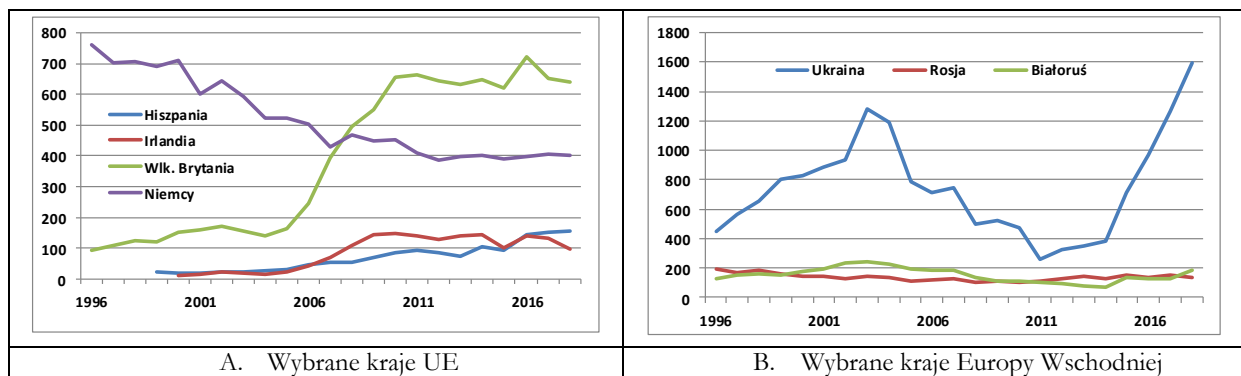 800
700
600
500
400
300
200
100
0
Hiszpania
Irlandia
Wlk. Brytania
Niemcy
1996 2001 2006 2011 2016
A. Wybrane kraje UE
1800
1600
1400
1200
1000
800
600
400
200
0
Ukraina Rosja Białoruś
1996 2001 2006 2011 2016
B. Wybrane kraje Europy Wschodniej